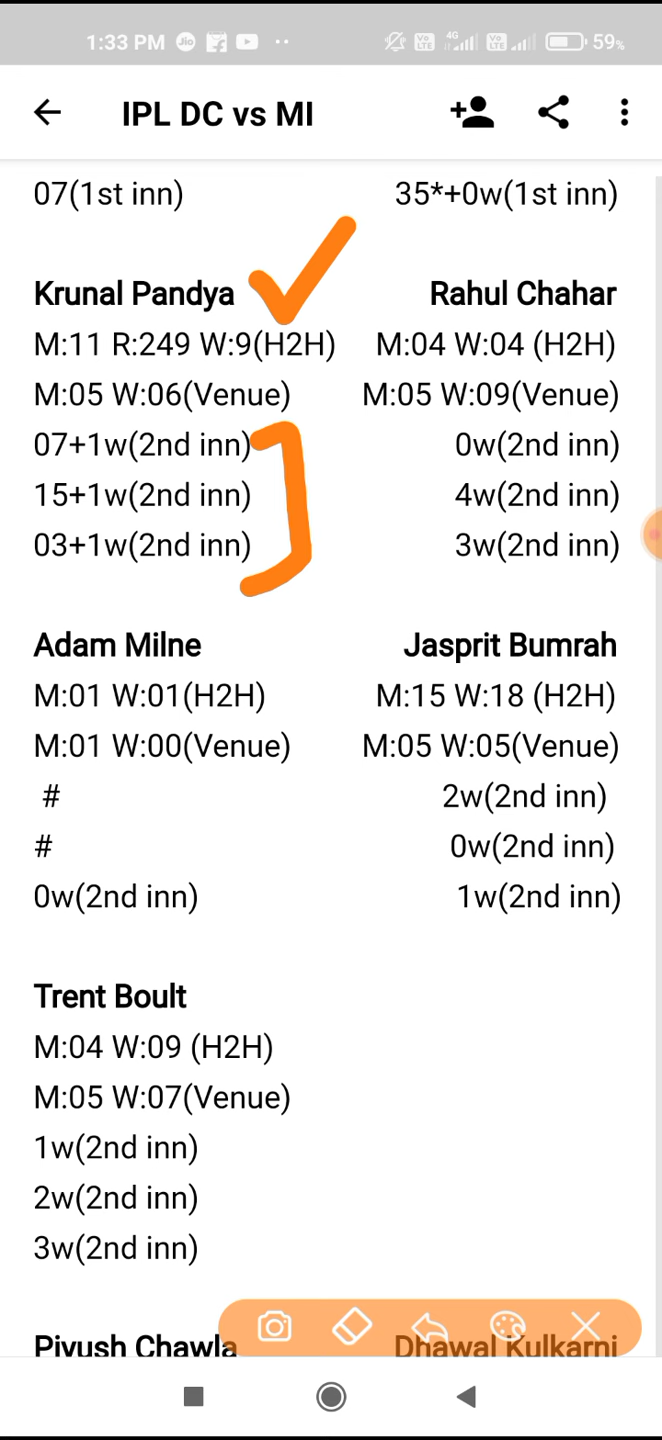 1:33 PM 59%
IPL DC vs MI
07(1st inn) 35*+0w(1st inn)
Krunal Pandya Rahul Chahar
M:11 R:249 W:9(H2H) M:04 W:04 (H2H)
M:05 W:06(Venue) M:05 W:09(Venue)
07+1w(2nd inn) 0w(2nd inn)
15+1w(2nd inn) 4w(2nd inn)
03+1w(2nd inn) 3w(2nd inn)
Adam Milne Jasprit Bumrah
M:01 W:01(H2H) M:15 W:18 (H2H)
M:01 W:00(Venue) M:05 W:05(Venue)
# 2w(2nd inn)
# 0w(2nd inn)
0w(2nd inn) 1w(2nd inn)
Trent Boult
M:04 W:09 (H2H)
M:05 W:07(Venue)
1w(2nd inn)
2w(2nd inn)
3w(2nd inn)
Piyush Chawla Dhawal Kulkarni